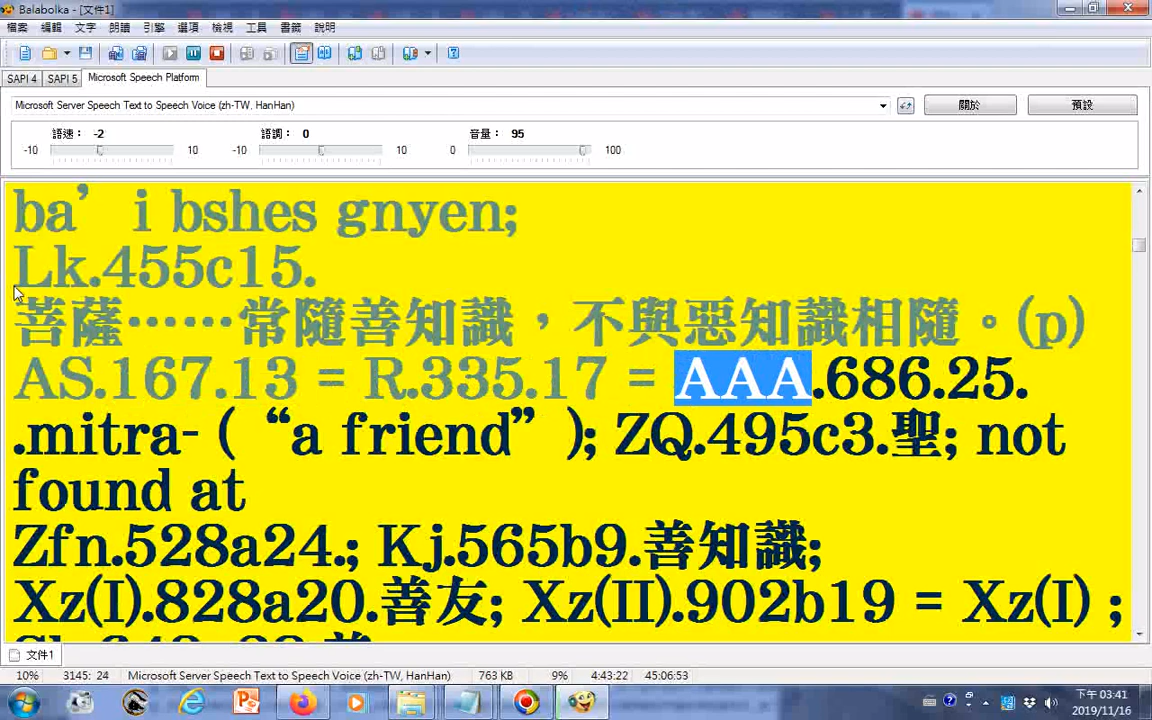 Balabolka - [文件1]
檔案 編輯 文字 朗讀 引擎 選項 檢視 工具 書籤 說明
SAPI 4 SAPI 5 Microsoft Speech Platform
Microsoft Server Speech Text to Speech Voice (zh-TW, HanHan) 關於 預設
語速： -2 語調： 0 音量： 95
-10 10 -10 10 0 100
ba’i bshes gnyen;
Lk.455c15.
菩薩……常隨善知識，不與惡知識相隨。(p)
AS.167.13 = R.335.17 = AAA.686.25.
.mitra- (“a friend”); ZQ.495c3.聖; not
found at
Zfn.528a24.; Kj.565b9.善知識;
Xz(I).828a20.善友; Xz(II).902b19 = Xz(I) ;
文件1
10% 3145: 24 Microsoft Server Speech Text to Speech Voice (zh-TW, HanHan) 763 KB 9% 4:43:22 45:06:53
下午 03:41
2019/11/16